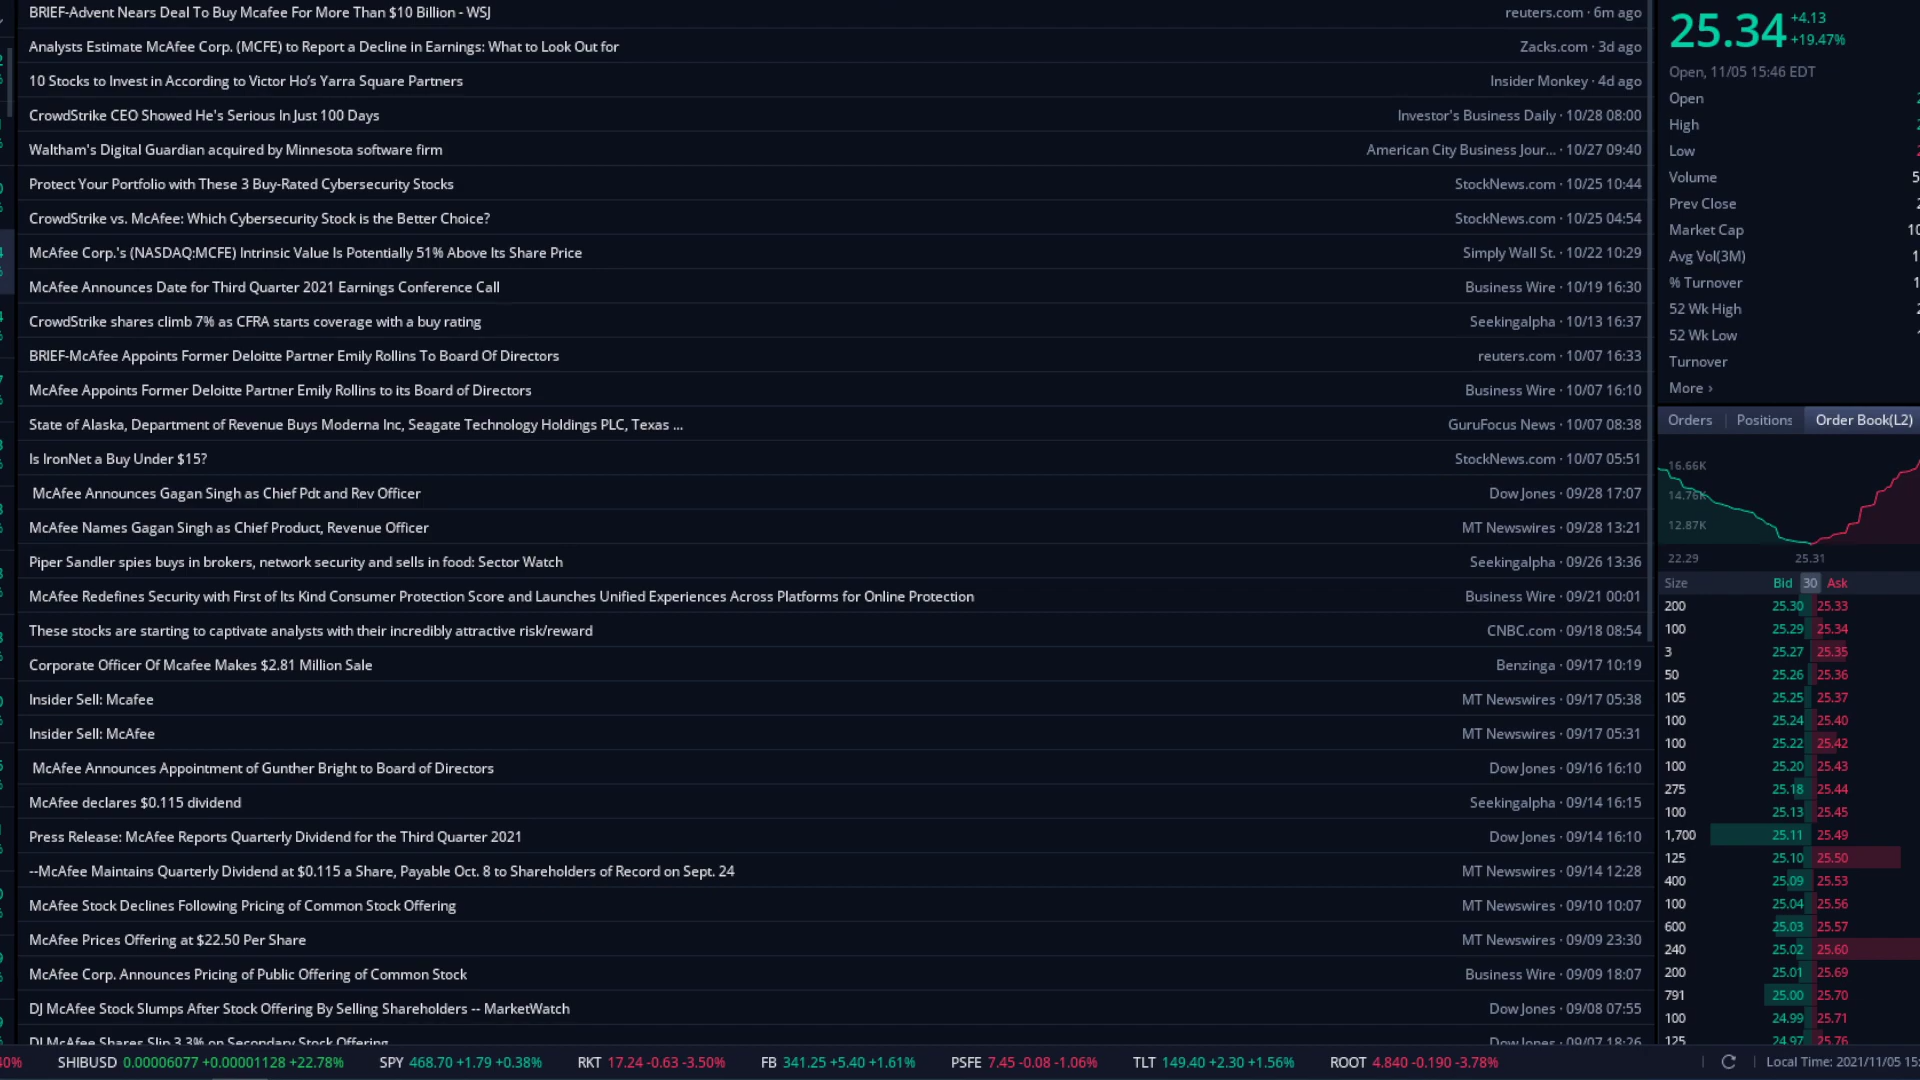 BRIEF-Advent Nears Deal To Buy Mcafee For More Than $10 Billion - WSJ reuters.com · 6m ago
Analysts Estimate McAfee Corp. (MCFE) to Report a Decline in Earnings: What to Look Out for Zacks.com · 3d ago
10 Stocks to Invest in According to Victor Ho's Yarra Square Partners Insider Monkey · 4d ago
CrowdStrike CEO Showed He's Serious In Just 100 Days Investor's Business Daily · 10/28 08:00
Waltham's Digital Guardian acquired by Minnesota software firm American City Business Jour... · 10/27 09:40
Protect Your Portfolio with These 3 Buy-Rated Cybersecurity Stocks StockNews.com · 10/25 10:44
CrowdStrike vs. McAfee: Which Cybersecurity Stock is the Better Choice? StockNews.com · 10/25 04:54
McAfee Corp.'s (NASDAQ:MCFE) Intrinsic Value Is Potentially 51% Above Its Share Price Simply Wall St. · 10/22 10:29
McAfee Announces Date for Third Quarter 2021 Earnings Conference Call Business Wire · 10/19 16:30
CrowdStrike shares climb 7% as CFRA starts coverage with a buy rating Seekingalpha · 10/13 16:37
BRIEF-McAfee Appoints Former Deloitte Partner Emily Rollins To Board Of Directors reuters.com · 10/07 16:33
McAfee Appoints Former Deloitte Partner Emily Rollins to its Board of Directors Business Wire · 10/07 16:10
State of Alaska, Department of Revenue Buys Moderna Inc, Seagate Technology Holdings PLC, Texas ... GuruFocus News · 10/07 08:38
Is IronNet a Buy Under $15? StockNews.com · 10/07 05:51
McAfee Announces Gagan Singh as Chief Pdt and Rev Officer Dow Jones · 09/28 17:07
McAfee Names Gagan Singh as Chief Product, Revenue Officer MT Newswires · 09/28 13:21
Piper Sandler spies buys in brokers, network security and sells in food: Sector Watch Seekingalpha · 09/26 13:36
McAfee Redefines Security with First of Its Kind Consumer Protection Score and Launches Unified Experiences Across Platforms for Online Protection Business Wire · 09/21 00:01
These stocks are starting to captivate analysts with their incredibly attractive risk/reward CNBC.com · 09/18 08:54
Corporate Officer Of Mcafee Makes $2.81 Million Sale Benzinga · 09/17 10:19
Insider Sell: Mcafee MT Newswires · 09/17 05:38
Insider Sell: McAfee MT Newswires · 09/17 05:31
McAfee Announces Appointment of Gunther Bright to Board of Directors Dow Jones · 09/16 16:10
McAfee declares $0.115 dividend Seekingalpha · 09/14 16:15
Press Release: McAfee Reports Quarterly Dividend for the Third Quarter 2021 Dow Jones · 09/14 16:10
--McAfee Maintains Quarterly Dividend at $0.115 a Share, Payable Oct. 8 to Shareholders of Record on Sept. 24 MT Newswires · 09/14 12:28
McAfee Stock Declines Following Pricing of Common Stock Offering MT Newswires · 09/10 10:07
McAfee Prices Offering at $22.50 Per Share MT Newswires · 09/09 23:30
McAfee Corp. Announces Pricing of Public Offering of Common Stock Business Wire · 09/09 18:07
DJ McAfee Stock Slumps After Stock Offering By Selling Shareholders -- MarketWatch Dow Jones · 09/08 07:55
DJ McAfee Shares Slip 3.3% on Secondary Stock Offering Dow Jones · 09/07 18:26
25.34 +4.13
+19.47%
Open, 11/05 15:46 EDT
Open
High
Low
Volume
Prev Close
Market Cap
Avg Vol(3M)
% Turnover
52 Wk High
52 Wk Low
Turnover
More ›
Orders Positions Order Book(L2)
16.66K
14.76K
12.87K
22.29 25.31
Size Bid 30 Ask
200 25.30 25.33
100 25.29 25.34
3 25.27 25.35
50 25.26 25.36
105 25.25 25.37
100 25.24 25.40
100 25.22 25.42
100 25.20 25.43
275 25.18 25.44
100 25.13 25.45
1,700 25.11 25.49
125 25.10 25.50
400 25.09 25.53
100 25.04 25.56
600 25.03 25.57
240 25.02 25.60
200 25.01 25.69
791 25.00 25.70
100 24.99 25.71
125 24.97 25.76
40% SHIBUSD 0.00006077 +0.00001128 +22.78% SPY 468.70 +1.79 +0.38% RKT 17.24 -0.63 -3.50% FB 341.25 +5.40 +1.61% PSFE 7.45 -0.08 -1.06% TLT 149.40 +2.30 +1.56% ROOT 4.840 -0.190 -3.78% Local Time: 2021/11/05 15: